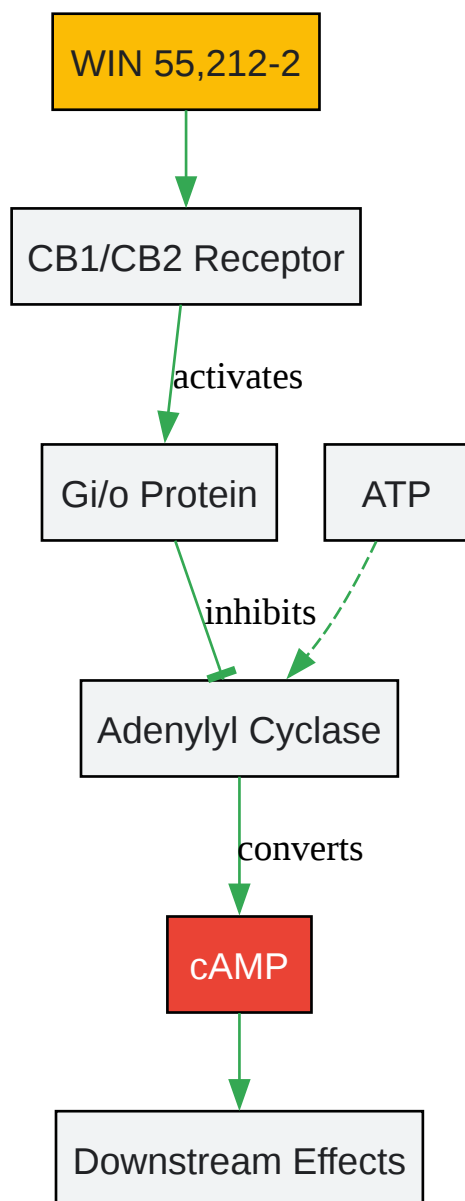 WIN 55,212-2
CB1/CB2 Receptor
activates
Gi/o Protein
ATP
inhibits
Adenylyl Cyclase
converts
cAMP
Downstream Effects